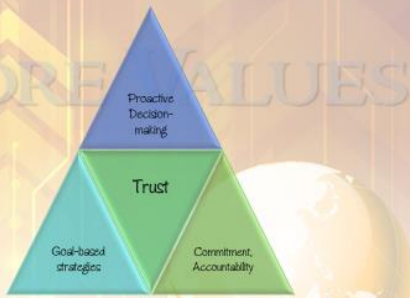 ORE VALUES
Proactive
Decision-
making
Trust
Goal-based
strategies
Commitment,
Accountability